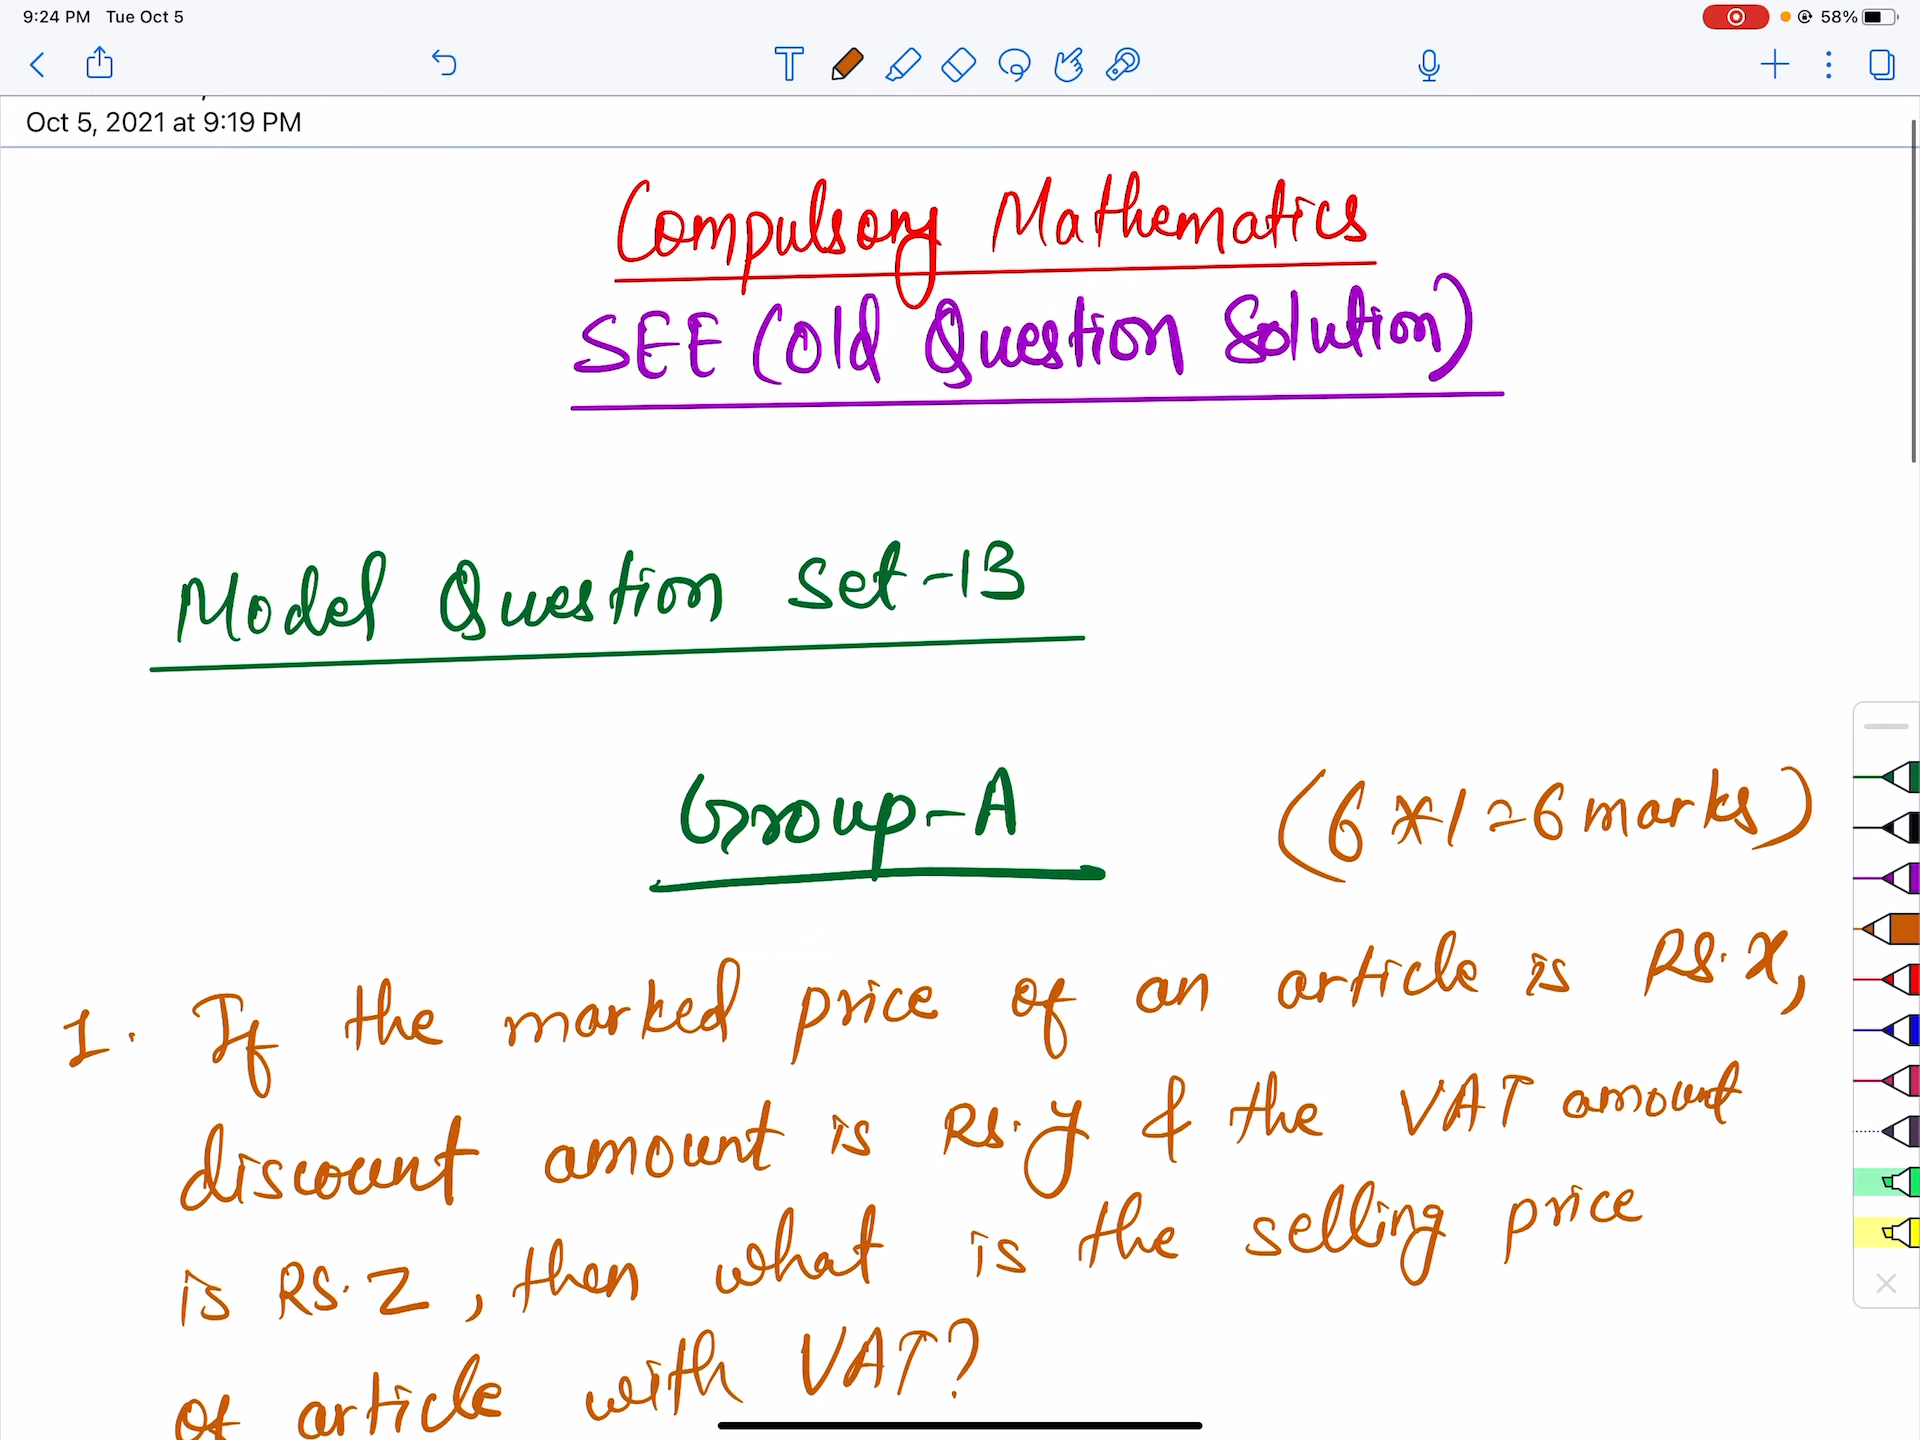 9:24 PM Tue Oct 5
58%
Oct 5, 2021 at 9:19 PM
Compulsory Mathematics
SEE (Old Question Solution)
Model Question Set-13
Group-A (6*1=6 marks)
1. If the marked price of an article is RS. x,
discount amount is RS. y & the VAT amount
is RS. Z, then what is the selling price
of article with VAT?